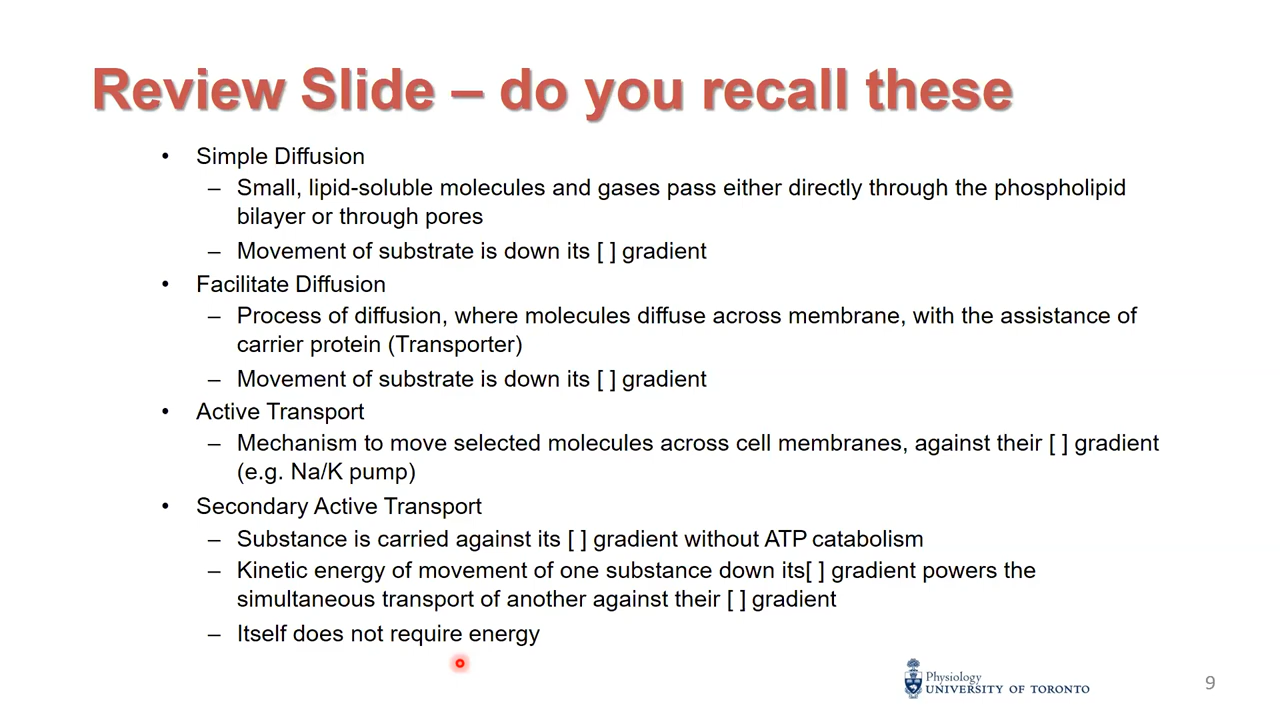 Review Slide – do you recall these
• Simple Diffusion
– Small, lipid-soluble molecules and gases pass either directly through the phospholipid
bilayer or through pores
– Movement of substrate is down its [ ] gradient
• Facilitate Diffusion
– Process of diffusion, where molecules diffuse across membrane, with the assistance of
carrier protein (Transporter)
– Movement of substrate is down its [ ] gradient
• Active Transport
– Mechanism to move selected molecules across cell membranes, against their [ ] gradient
(e.g. Na/K pump)
• Secondary Active Transport
– Substance is carried against its [ ] gradient without ATP catabolism
– Kinetic energy of movement of one substance down its[ ] gradient powers the
simultaneous transport of another against their [ ] gradient
– Itself does not require energy
Physiology
UNIVERSITY OF TORONTO
9